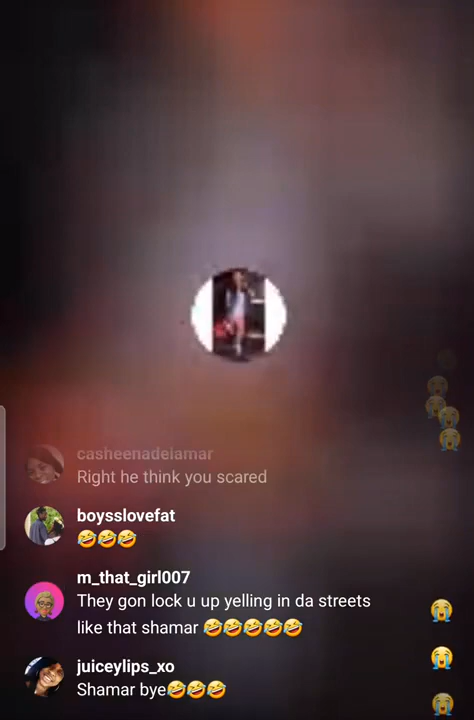 casheenadelamar
Right he think you scared
boysslovefat
🤣🤣🤣
m_that_girl007
They gon lock u up yelling in da streets
like that shamar 🤣🤣🤣🤣🤣
juiceylips_xo
Shamar bye🤣🤣🤣